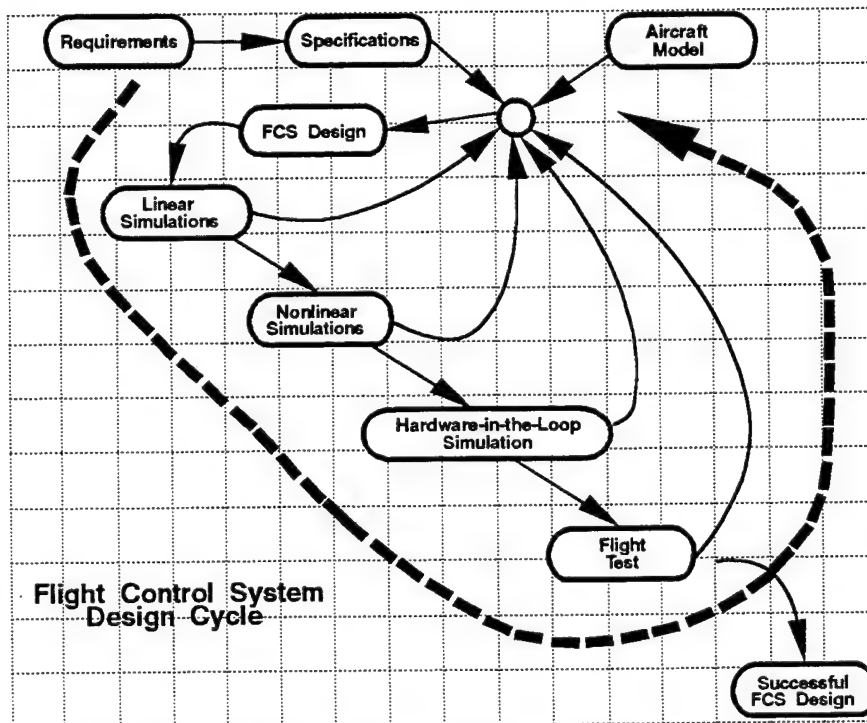 Requirements
Specifications
Aircraft
Model
FCS Design
Linear
Simulations
Nonlinear
Simulations
Hardware-in-the-Loop
Simulation
Flight
Test
Flight Control System
Design Cycle
Successful
FCS Design